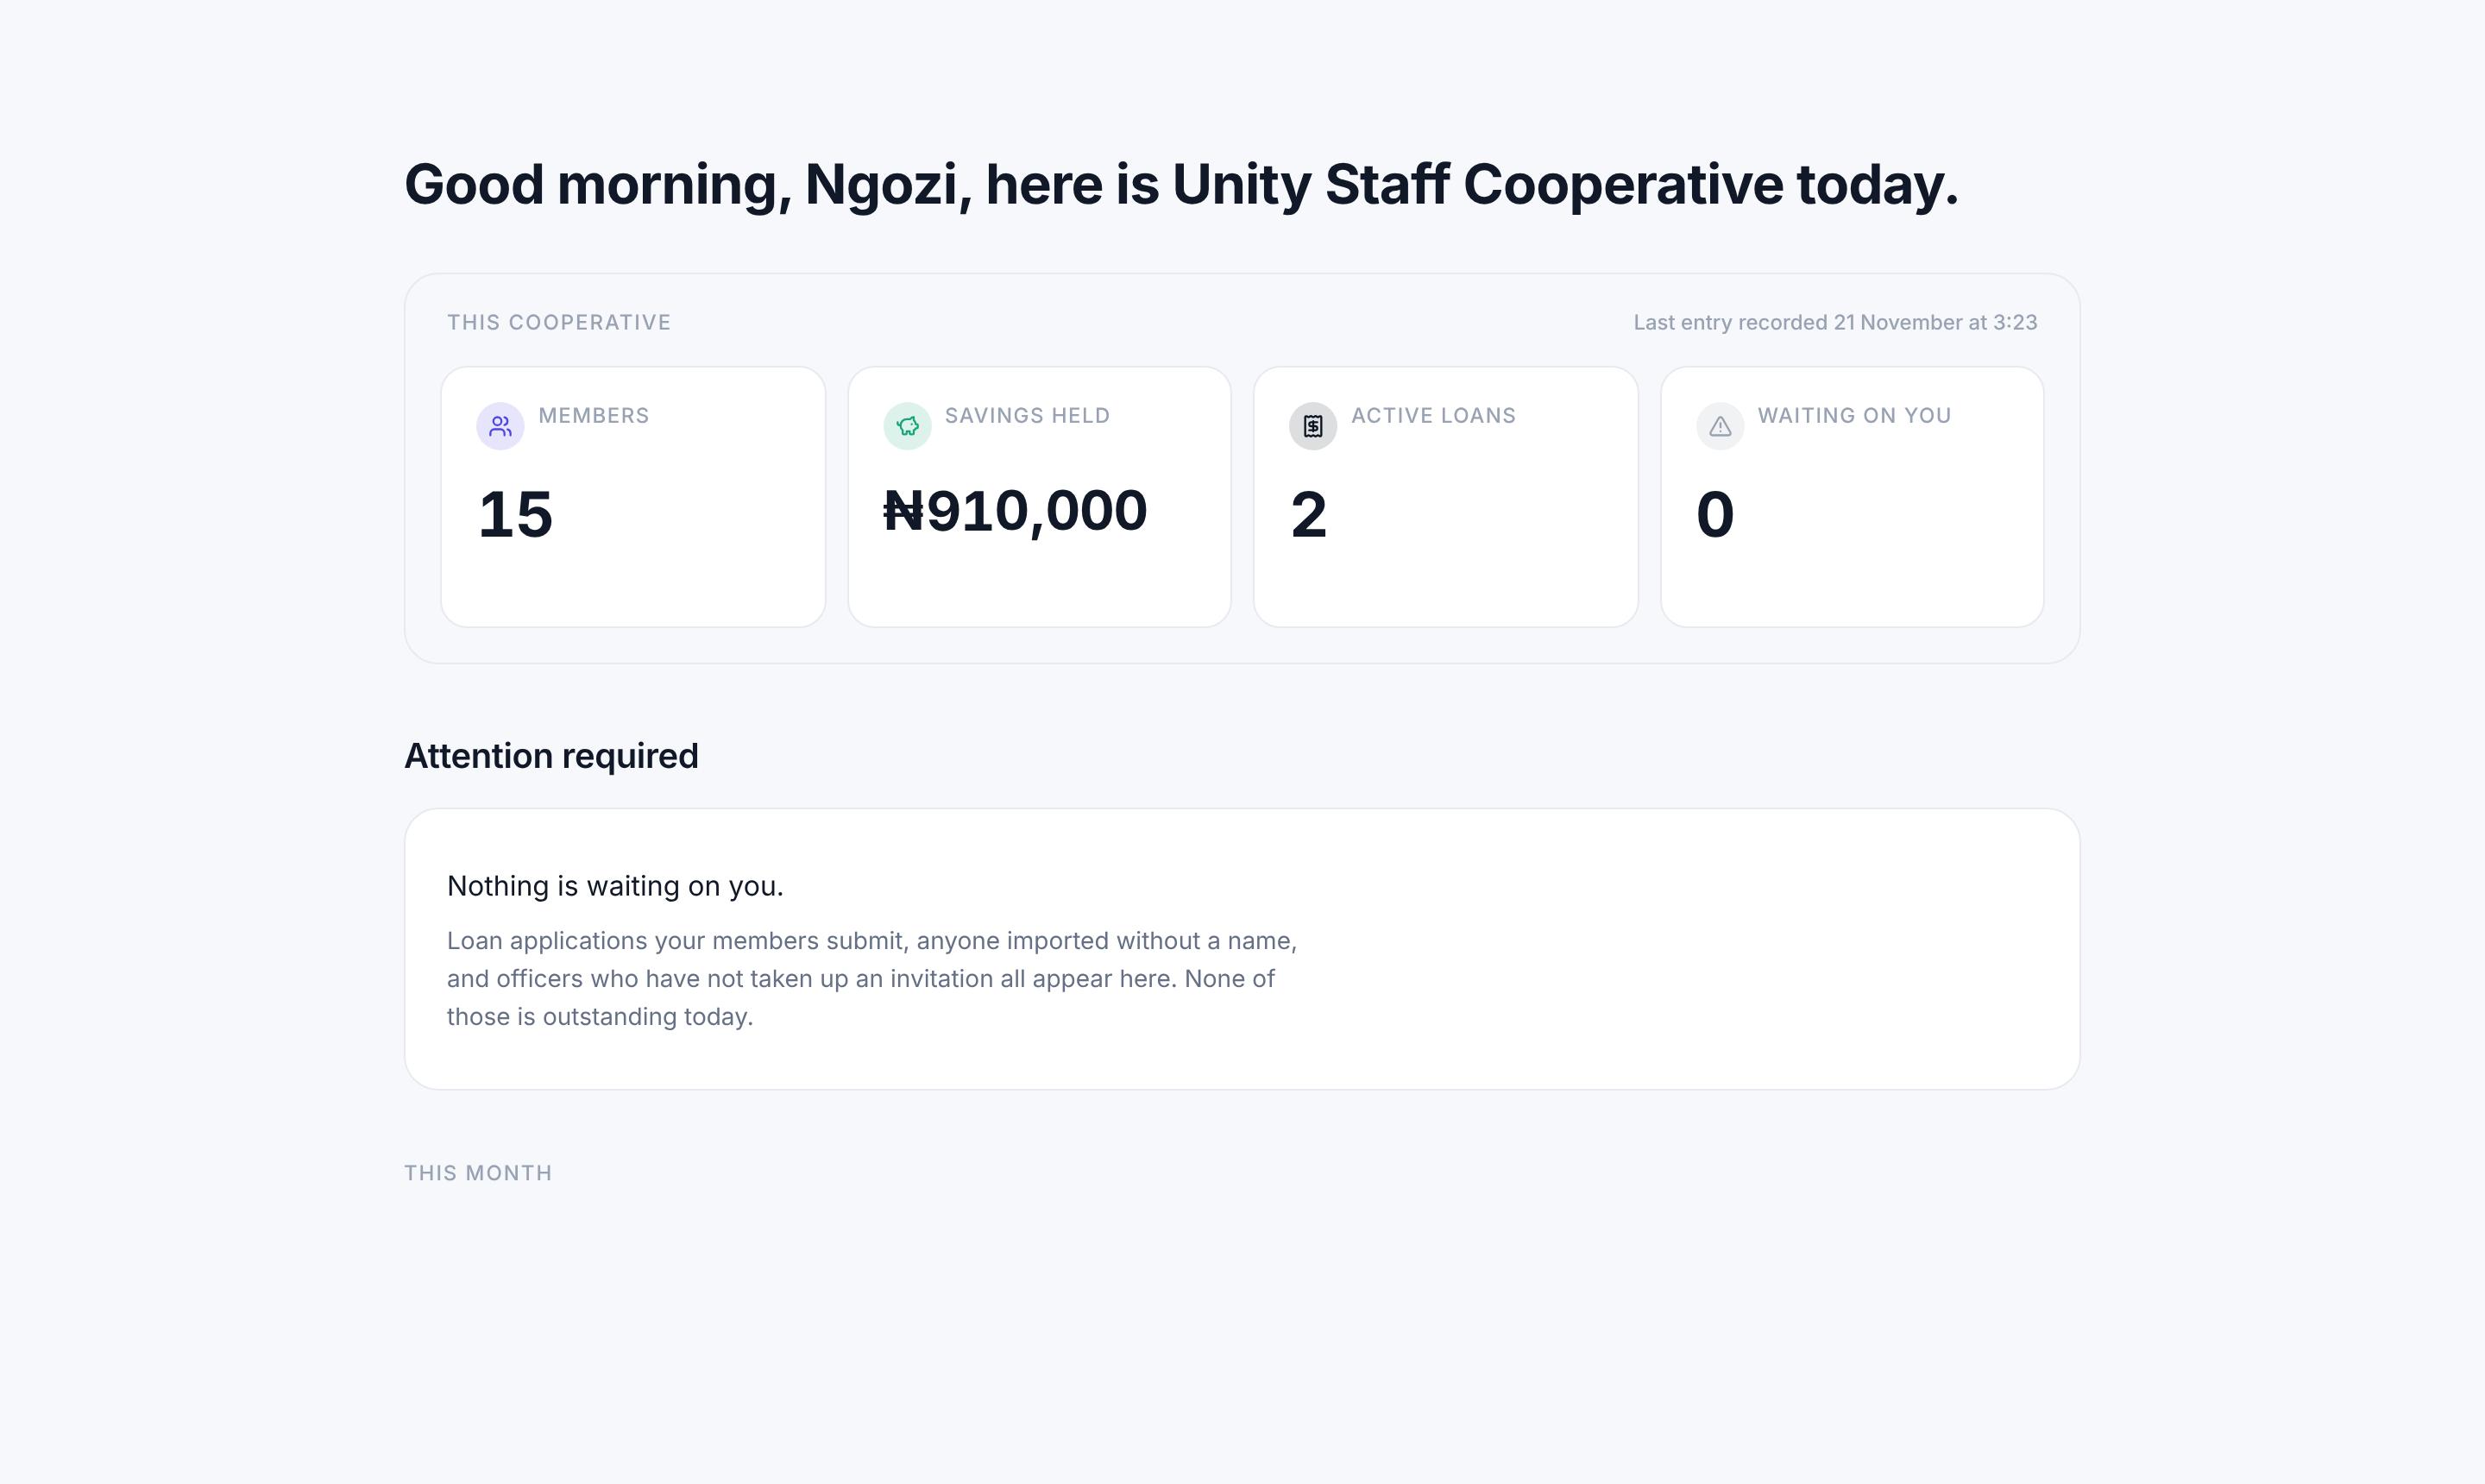 Good morning, Ngozi, here is Unity Staff Cooperative today.
THIS COOPERATIVE
Last entry recorded 21 November at 3:23
MEMBERS
15
SAVINGS HELD
₦910,000
ACTIVE LOANS
2
WAITING ON YOU
0
Attention required
Nothing is waiting on you.
Loan applications your members submit, anyone imported without a name,
and officers who have not taken up an invitation all appear here. None of
those is outstanding today.
THIS MONTH